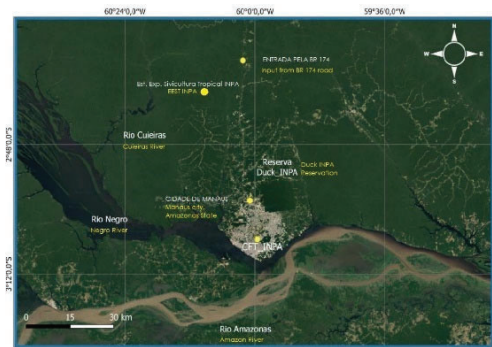 60°24'0,0"W
60°0'0,0"W
59°36'0,0"W
N
W
E
S
ENTRADA PELA BR 174
Input from BR 174 road
Est. Exp. Sivicultura Tropical INPA
EEST INPA
2°48'0,0"S
Rio Cuieiras
Cuieiras River
Reserva
Duck_INPA
Duck INPA
Reservation
CIDADE DE MANAUS
Manaus city,
Amazonas State
Rio Negro
Negro River
CFT_INPA
3°12'0,0"S
0 15 30 km
Rio Amazonas
Amazon River